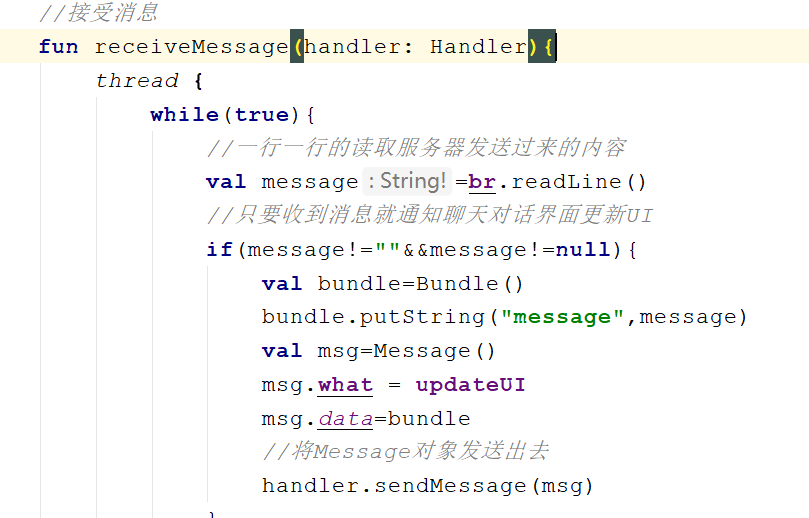 //接受消息
fun receiveMessage(handler: Handler){
thread {
while(true){
//一行一行的读取服务器发送过来的内容
val message : String! =br.readLine()
//只要收到消息就通知聊天对话界面更新UI
if(message!=""&&message!=null){
val bundle=Bundle()
bundle.putString("message",message)
val msg=Message()
msg.what = updateUI
msg.data=bundle
//将Message对象发送出去
handler.sendMessage(msg)